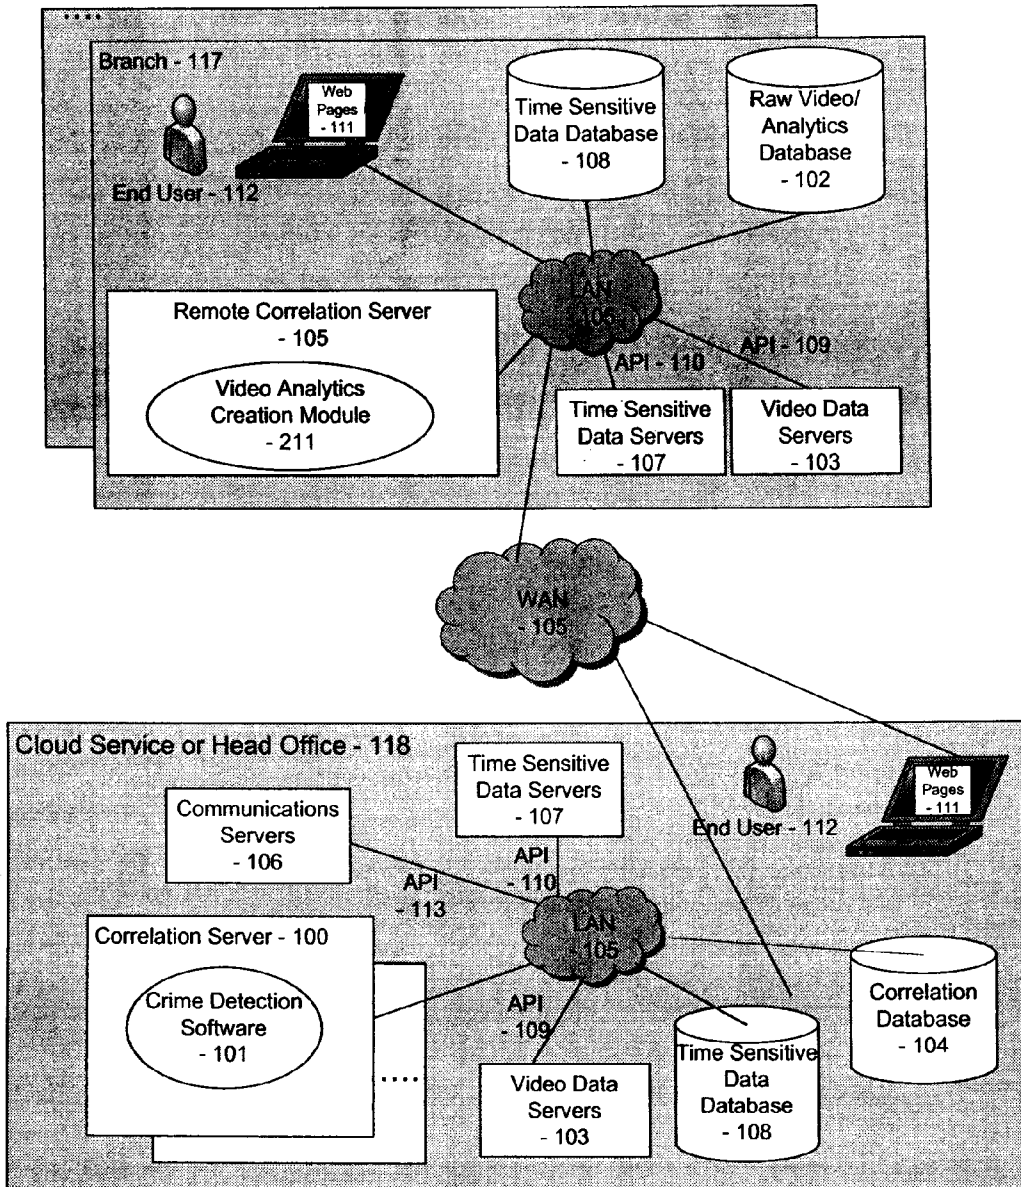 ....
Branch - 117
Web
Pages
- 111
End User - 112
Time Sensitive
Data Database
- 108
Raw Video/
Analytics
Database
- 102
LAN
- 105
Remote Correlation Server
- 105
Video Analytics
Creation Module
- 211
API - 110
API - 109
Time Sensitive
Data Servers
- 107
Video Data
Servers
- 103
WAN
- 105
Cloud Service or Head Office - 118
Communications
Servers
- 106
Time Sensitive
Data Servers
- 107
End User - 112
Web
Pages
- 111
API
- 113
API
- 110
LAN
- 105
Correlation Server - 100
Crime Detection
Software
- 101
....
API
- 109
Video Data
Servers
- 103
Time Sensitive
Data
Database
- 108
Correlation
Database
- 104